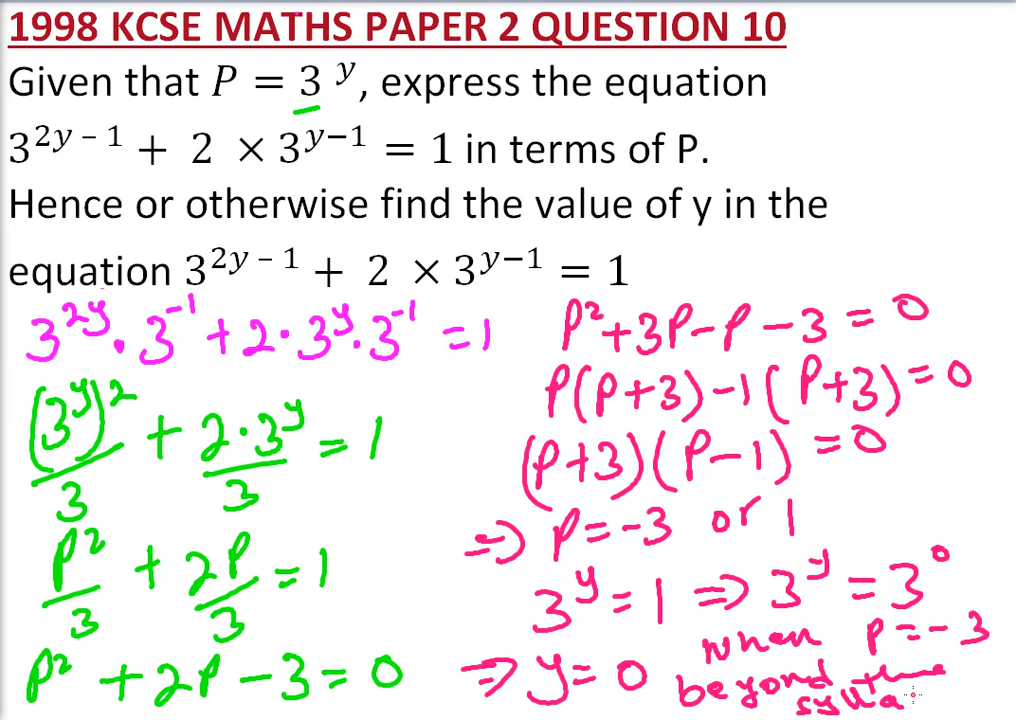 1998 KCSE MATHS PAPER 2 QUESTION 10
Given that P = 3^y, express the equation
3^(2y – 1) + 2 × 3^(y−1) = 1 in terms of P.
Hence or otherwise find the value of y in the
equation 3^(2y – 1) + 2 × 3^(y−1) = 1
3^(2y) · 3^(-1) + 2 · 3^y · 3^(-1) = 1
(3^y)^2/3 + 2·3^y/3 = 1
P^2/3 + 2P/3 = 1
P^2 + 2P − 3 = 0
P^2 + 3P − P − 3 = 0
P(P+3) − 1(P+3) = 0
(P+3)(P−1) = 0
⇒ P = −3 or 1
3^y = 1 ⇒ 3^y = 3^0
⇒ y = 0
when P = −3
beyond the
sylla